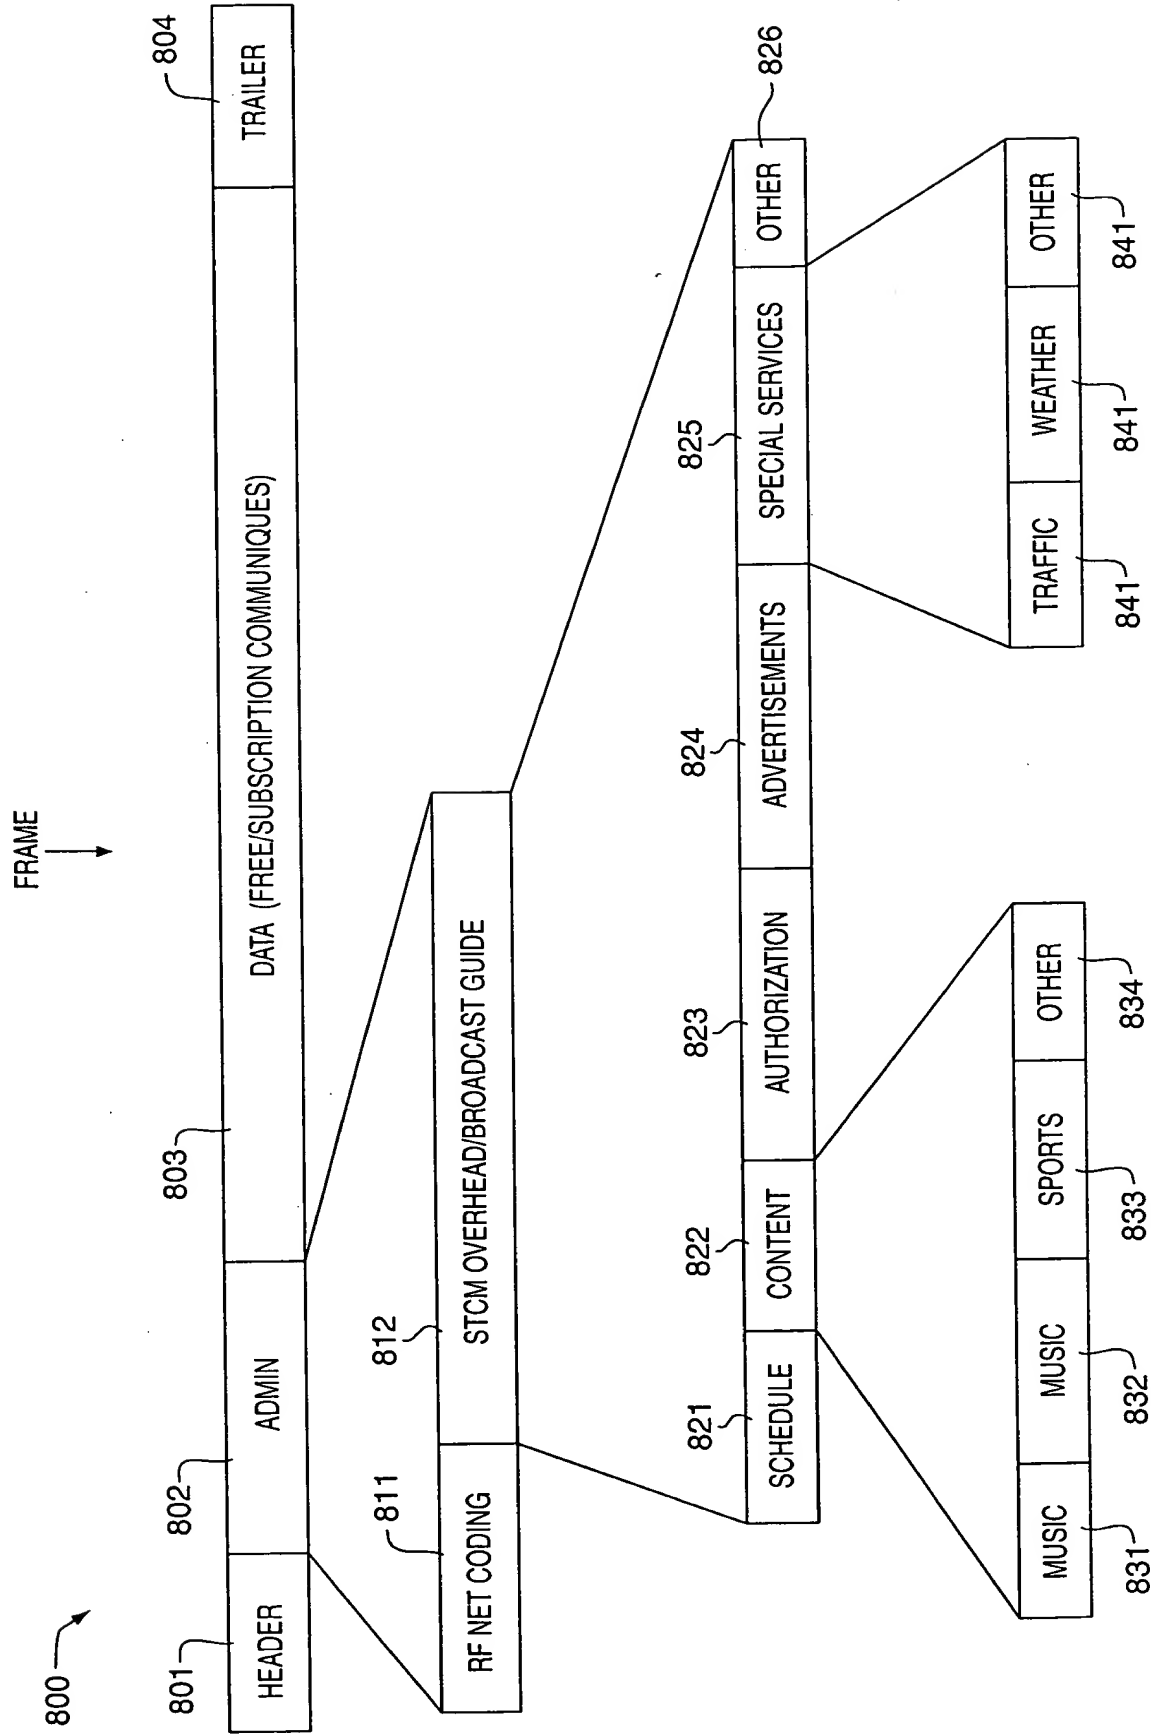 800
FRAME
801
802
803
804
HEADER
ADMIN
DATA (FREE/SUBSCRIPTION COMMUNIQUES)
TRAILER
811
812
RF NET CODING
STCM OVERHEAD/BROADCAST GUIDE
821
822
823
824
825
826
SCHEDULE
CONTENT
AUTHORIZATION
ADVERTISEMENTS
SPECIAL SERVICES
OTHER
MUSIC
MUSIC
SPORTS
OTHER
831
832
833
834
TRAFFIC
WEATHER
OTHER
841
841
841